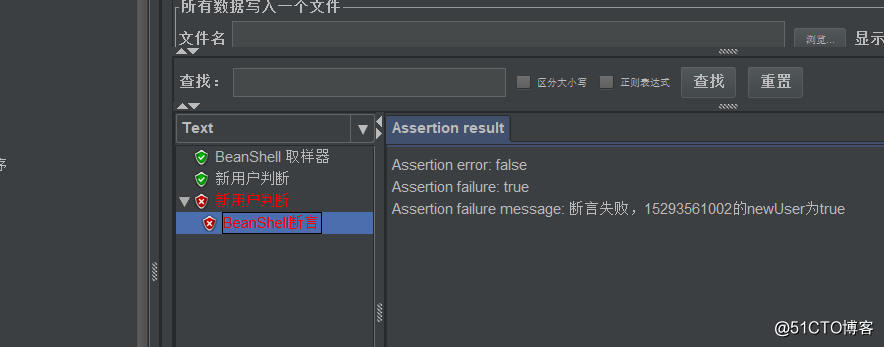 所有数据写入一个文件
文件名
浏览...
显示
查找：
区分大小写
正则表达式
查找
重置
Text
Assertion result
序
BeanShell 取样器
新用户判断
新用户判断
BeanShell断言
Assertion error: false
Assertion failure: true
Assertion failure message: 断言失败，15293561002的newUser为true
@51CTO博客